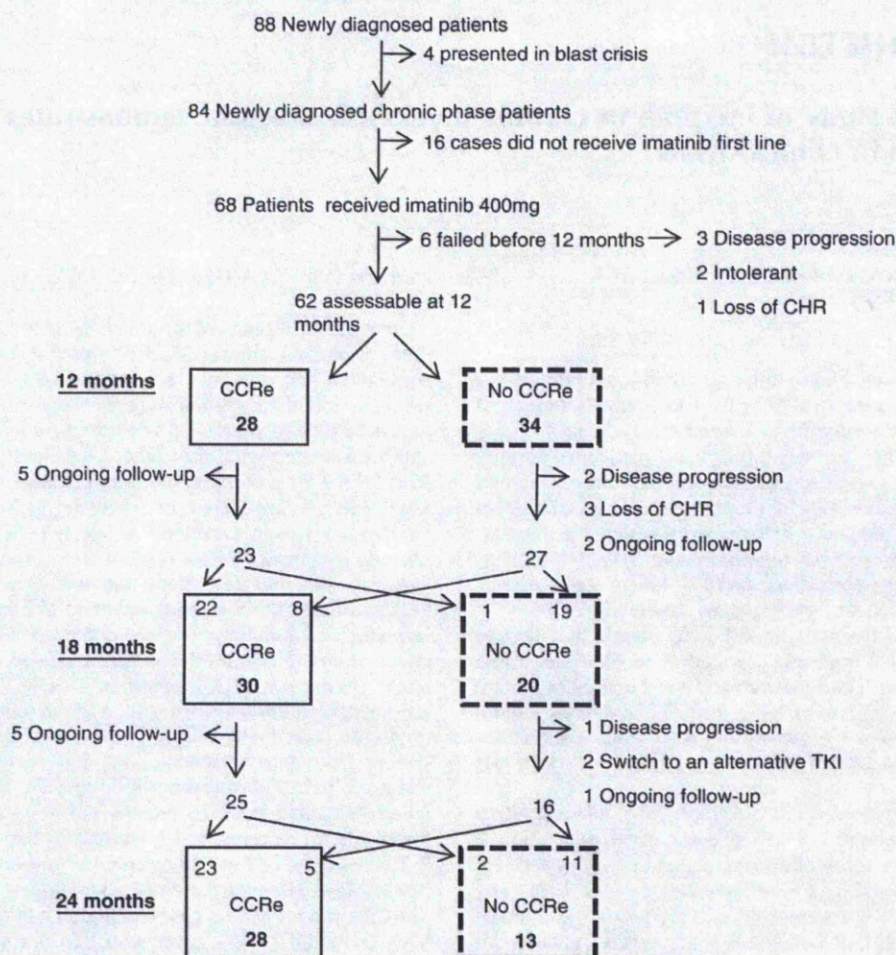 88 Newly diagnosed patients
4 presented in blast crisis
84 Newly diagnosed chronic phase patients
16 cases did not receive imatinib first line
68 Patients received imatinib 400mg
6 failed before 12 months
3 Disease progression
2 Intolerant
1 Loss of CHR
62 assessable at 12
months
12 months
CCRe
28
No CCRe
34
5 Ongoing follow-up
2 Disease progression
3 Loss of CHR
2 Ongoing follow-up
23
27
22 8
1 19
18 months
CCRe
30
No CCRe
20
5 Ongoing follow-up
1 Disease progression
2 Switch to an alternative TKI
1 Ongoing follow-up
25
16
23 5
2 11
24 months
CCRe
28
No CCRe
13